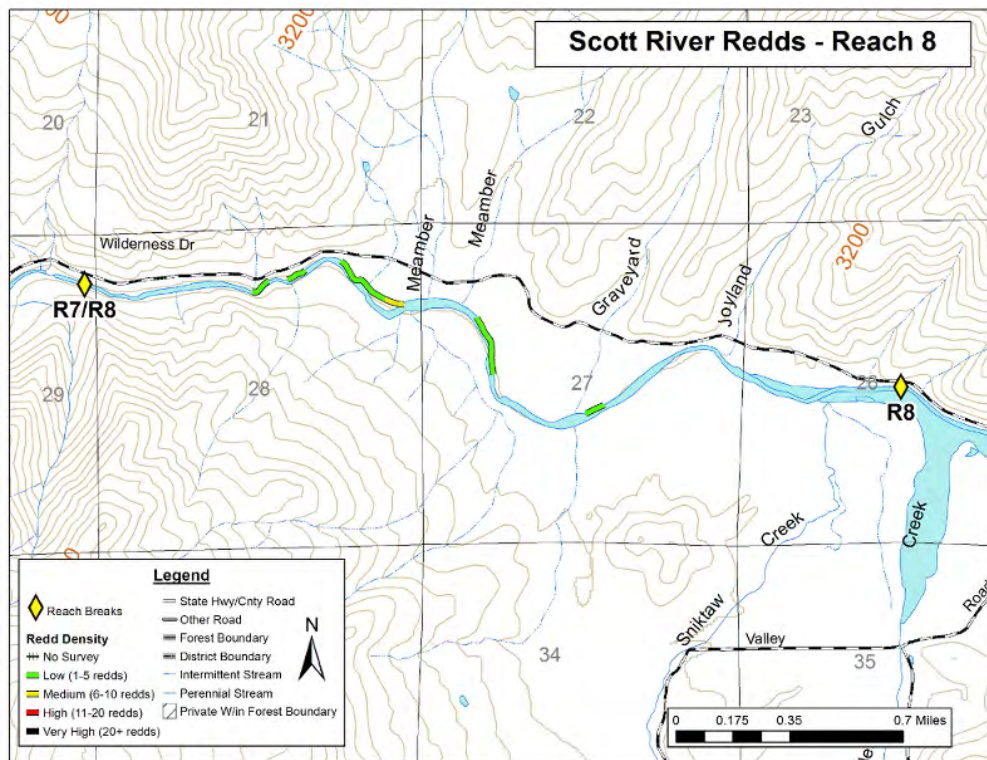 Scott River Redds - Reach 8
3200
20
21
22
23
Gulch
Meamber
Meamber
3200
Wilderness Dr
Graveyard
Joyland
R7/R8
29
28
27
26
R8
Creek
Creek
Sniktaw
Valley
Road
34
35
Legend
Reach Breaks
Redd Density
No Survey
Low (1-5 redds)
Medium (6-10 redds)
High (11-20 redds)
Very High (20+ redds)
State Hwy/Cnty Road
Other Road
Forest Boundary
District Boundary
Intermittent Stream
Perennial Stream
Private W/in Forest Boundary
N
0 0.175 0.35 0.7 Miles